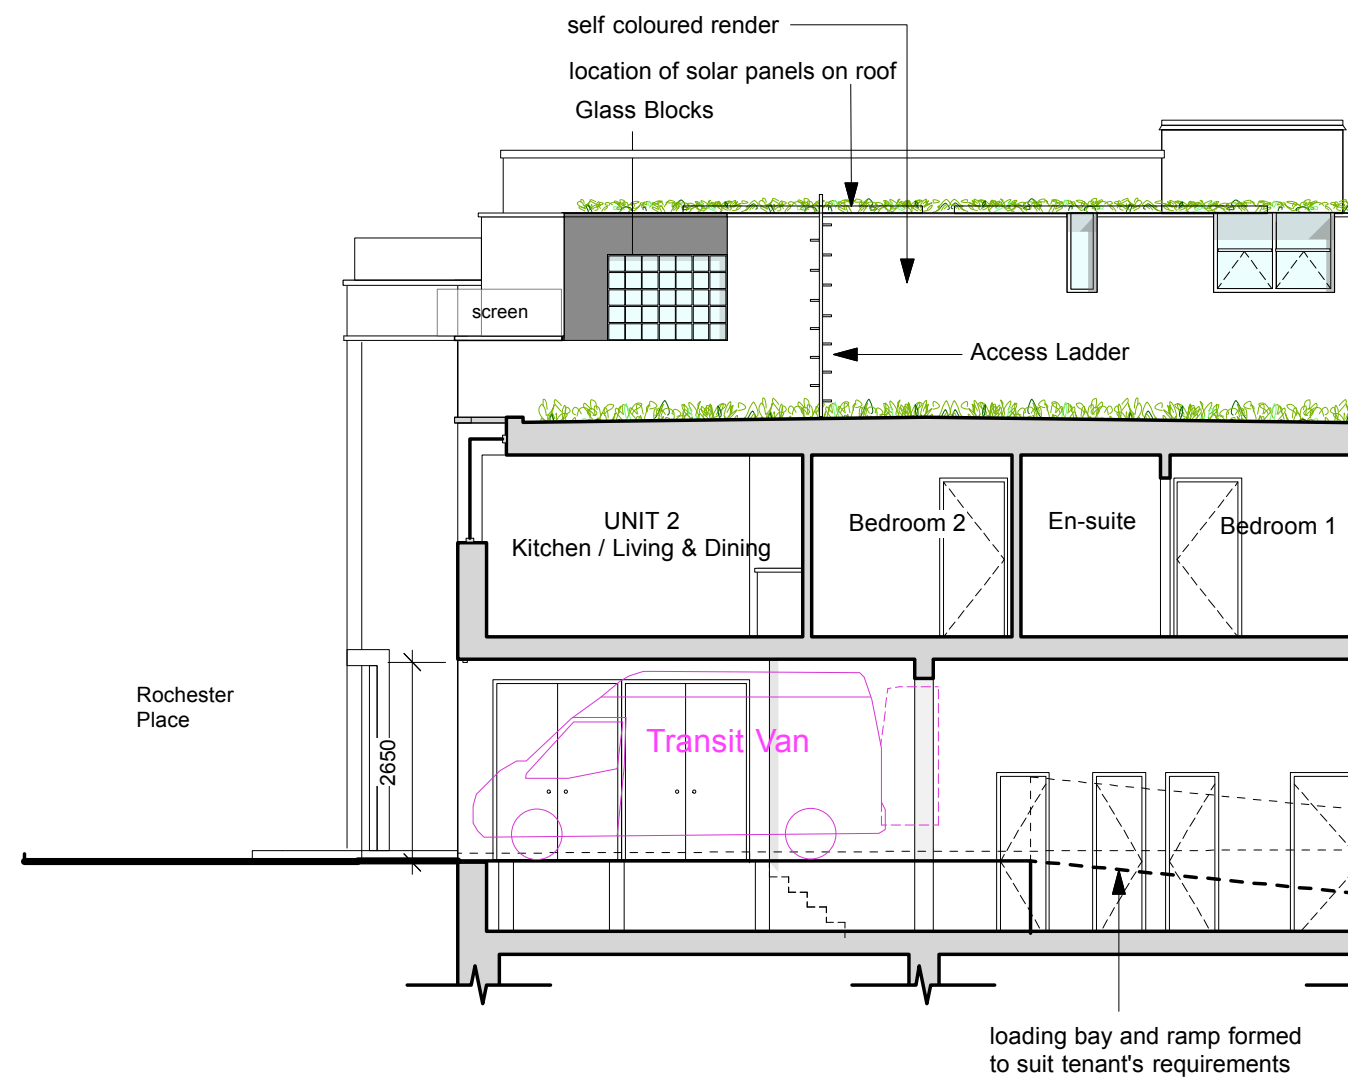 self coloured render
location of solar panels on roof
Glass Blocks
screen
Access Ladder
UNIT 2
Kitchen / Living & Dining
Bedroom 2
En-suite
Bedroom 1
Rochester
Place
2650
Transit Van
loading bay and ramp formed
to suit tenant's requirements